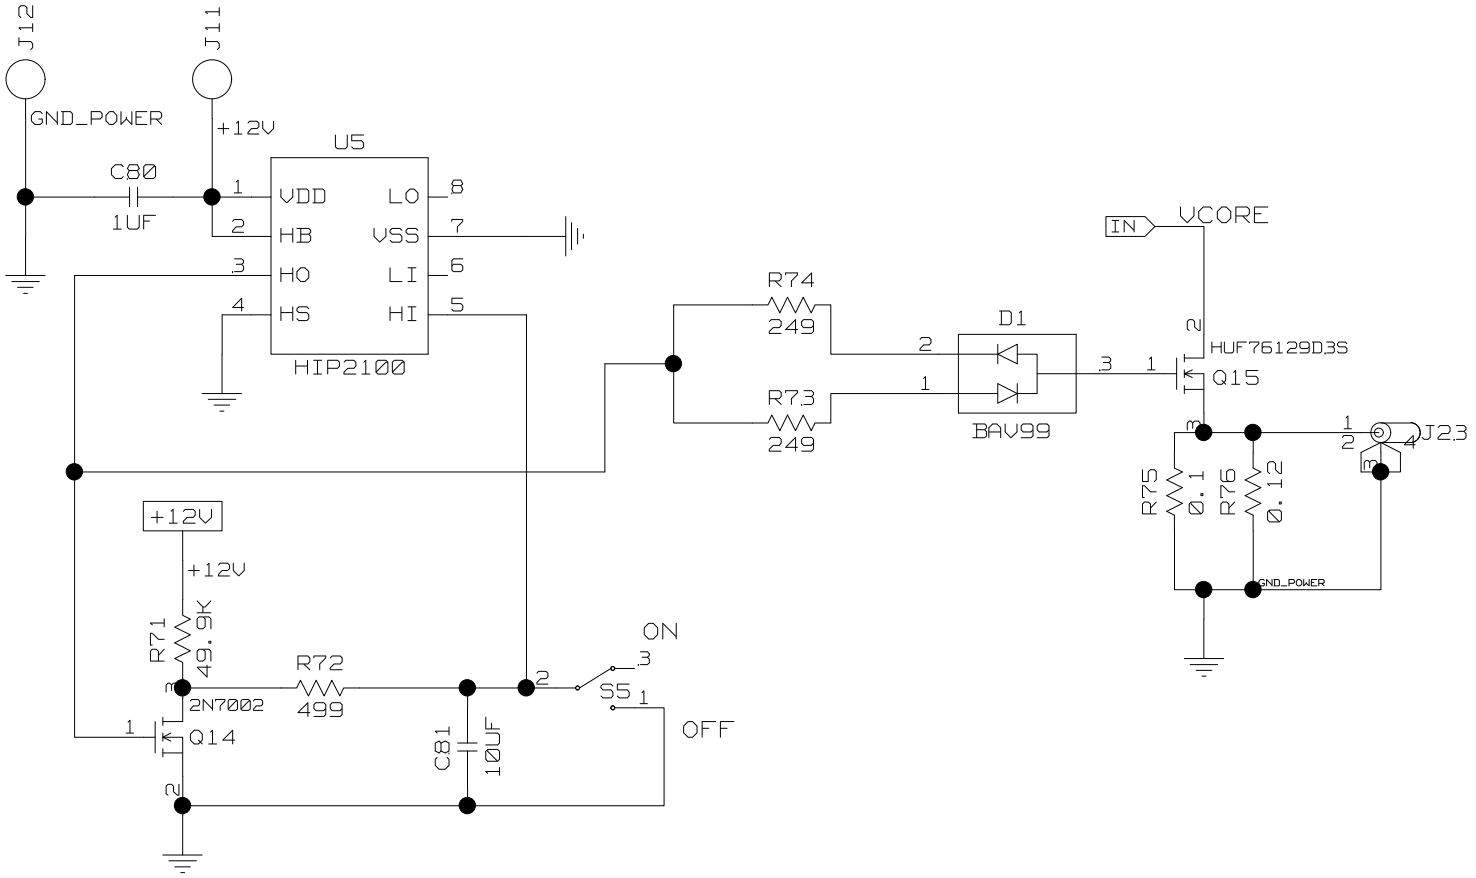 J12
J11
GND_POWER
+12V
U5
C80
1UF
1
VDD
LO
8
2
HB
VSS
7
3
HO
LI
6
4
HS
HI
5
HIP2100
IN
VCORE
R74
249
D1
2
1
3
BAV99
R73
249
2
HUF76129D3S
1
Q15
3
1
2
J23
4
3
R75
0.1
R76
0.12
GND_POWER
+12V
+12V
R71
49.9K
3
R72
499
2N7002
1
Q14
2
C81
10UF
2
ON
3
S5
1
OFF